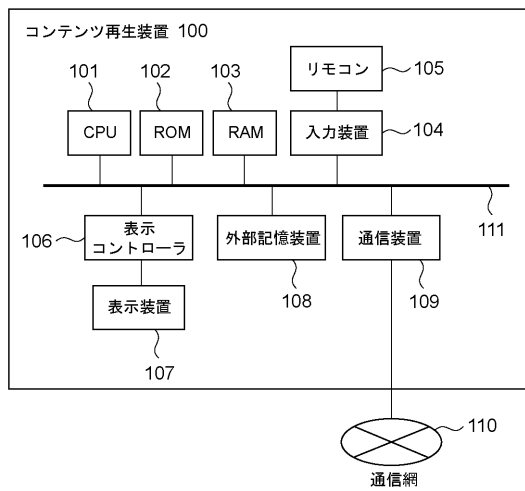 コンテンツ再生装置 100
101
102
103
リモコン
105
CPU
ROM
RAM
入力装置
104
111
106
表示
コントローラ
外部記憶装置
108
通信装置
109
表示装置
107
110
通信網